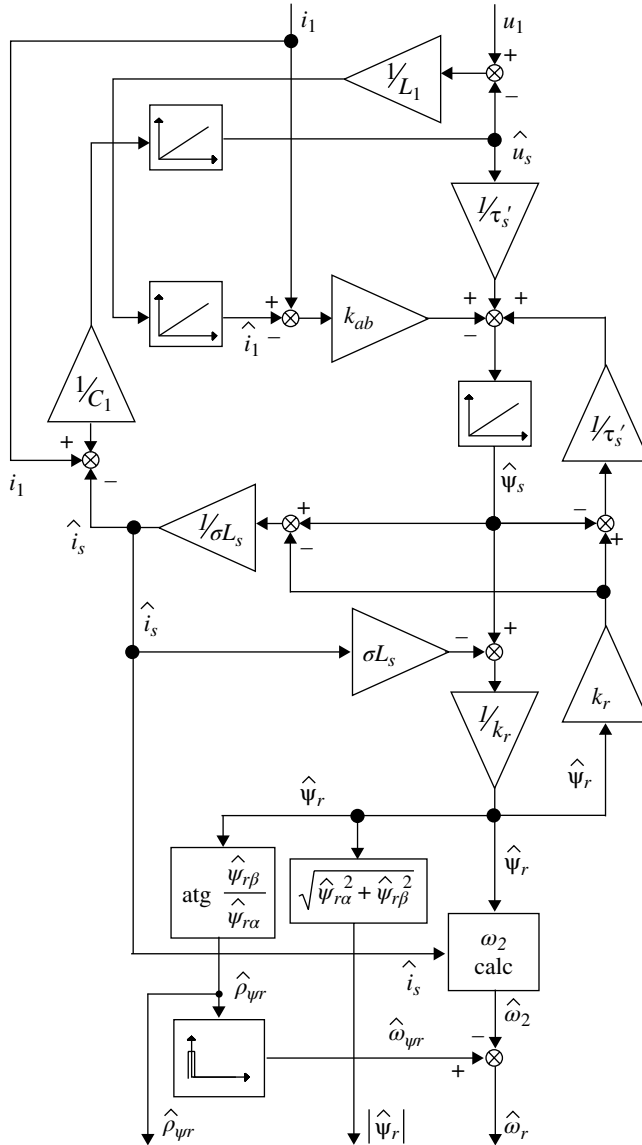 i₁
u₁
+
1/L₁
−
û_s
1/τ_s′
+
k_ab
+
+
−
î₁
−
1/C₁
1/τ_s′
+
i₁
−
ψ̂_s
î_s
1/σL_s
+
−
−
+
î_s
σL_s
−
+
k_r
1/k_r
ψ̂_r
ψ̂_r
atg ψ̂_rβ/ψ̂_rα
√(ψ̂_rα² + ψ̂_rβ²)
ψ̂_r
ω₂
calc
î_s
ρ̂_ψr
ω̂₂
ω̂_ψr
−
+
ρ̂_ψr
|ψ̂_r|
ω̂_r